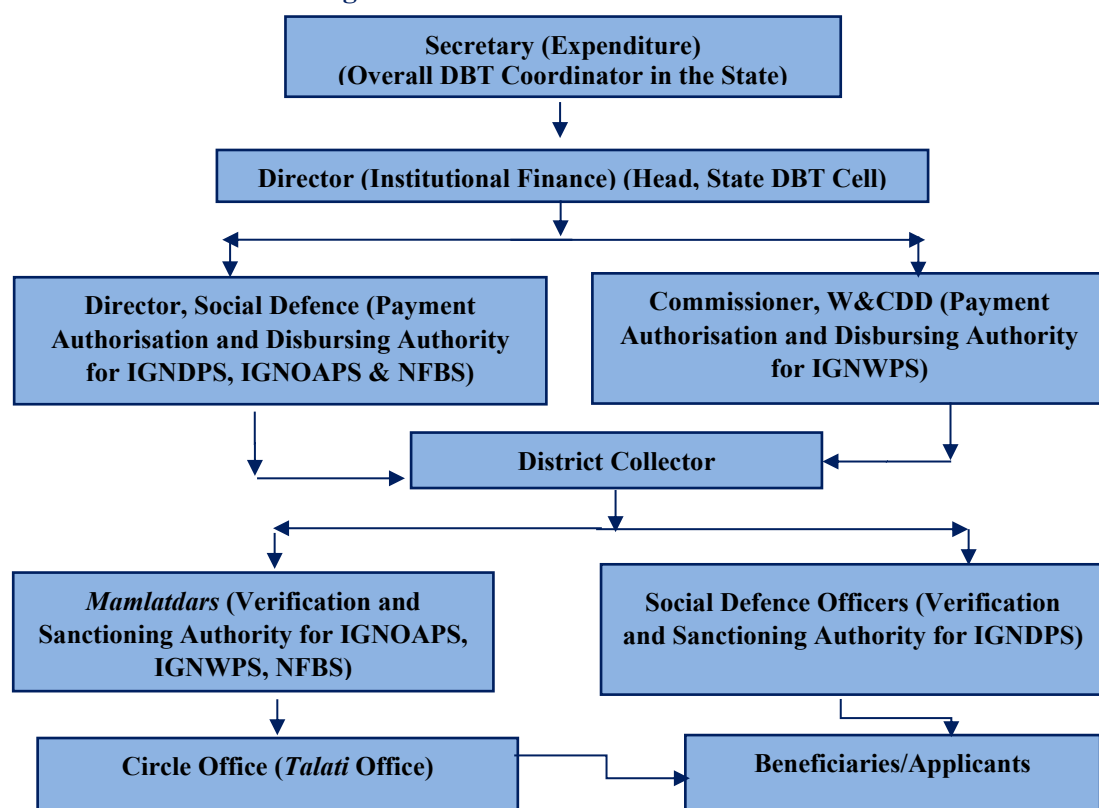 Secretary (Expenditure)
(Overall DBT Coordinator in the State)
Director (Institutional Finance) (Head, State DBT Cell)
Director, Social Defence (Payment
Authorisation and Disbursing Authority
for IGNDPS, IGNOAPS & NFBS)
Commissioner, W&CDD (Payment
Authorisation and Disbursing Authority
for IGNWPS)
District Collector
Mamlatdars (Verification and
Sanctioning Authority for IGNOAPS,
IGNWPS, NFBS)
Social Defence Officers (Verification
and Sanctioning Authority for IGNDPS)
Circle Office (Talati Office)
Beneficiaries/Applicants